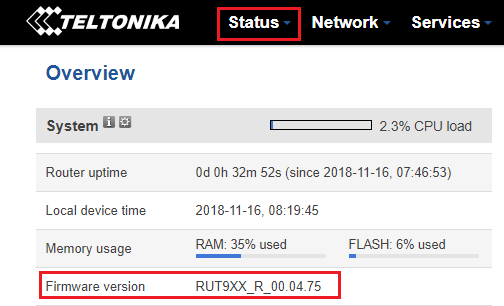 TELTONIKA Status Network Services
Overview
System 2.3% CPU load
Router uptime 0d 0h 32m 52s (since 2018-11-16, 07:46:53)
Local device time 2018-11-16, 08:19:45
Memory usage RAM: 35% used FLASH: 6% used
Firmware version RUT9XX_R_00.04.75